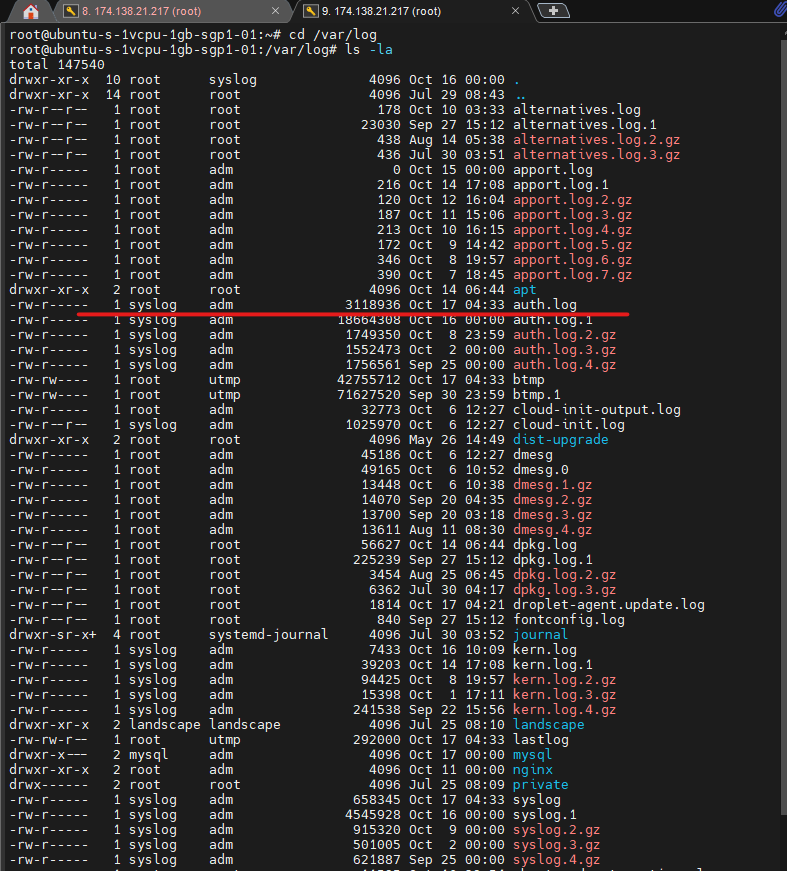 8. 174.138.21.217 (root)
9. 174.138.21.217 (root)
root@ubuntu-s-1vcpu-1gb-sgp1-01:~# cd /var/log
root@ubuntu-s-1vcpu-1gb-sgp1-01:/var/log# ls -la
total 147540
drwxr-xr-x 10 root syslog 4096 Oct 16 00:00 .
drwxr-xr-x 14 root root 4096 Jul 29 08:43 ..
-rw-r--r-- 1 root root 178 Oct 10 03:33 alternatives.log
-rw-r--r-- 1 root root 23030 Sep 27 15:12 alternatives.log.1
-rw-r--r-- 1 root root 438 Aug 14 05:38 alternatives.log.2.gz
-rw-r--r-- 1 root root 436 Jul 30 03:51 alternatives.log.3.gz
-rw-r----- 1 root adm 0 Oct 15 00:00 apport.log
-rw-r----- 1 root adm 216 Oct 14 17:08 apport.log.1
-rw-r----- 1 root adm 120 Oct 12 16:04 apport.log.2.gz
-rw-r----- 1 root adm 187 Oct 11 15:06 apport.log.3.gz
-rw-r----- 1 root adm 213 Oct 10 16:15 apport.log.4.gz
-rw-r----- 1 root adm 172 Oct 9 14:42 apport.log.5.gz
-rw-r----- 1 root adm 346 Oct 8 19:57 apport.log.6.gz
-rw-r----- 1 root adm 390 Oct 7 18:45 apport.log.7.gz
drwxr-xr-x 2 root root 4096 Oct 14 06:44 apt
-rw-r----- 1 syslog adm 3118936 Oct 17 04:33 auth.log
-rw-r----- 1 syslog adm 18664308 Oct 16 00:00 auth.log.1
-rw-r----- 1 syslog adm 1749350 Oct 8 23:59 auth.log.2.gz
-rw-r----- 1 syslog adm 1552473 Oct 2 00:00 auth.log.3.gz
-rw-r----- 1 syslog adm 1756561 Sep 25 00:00 auth.log.4.gz
-rw-rw---- 1 root utmp 42755712 Oct 17 04:33 btmp
-rw-rw---- 1 root utmp 71627520 Sep 30 23:59 btmp.1
-rw-r----- 1 root adm 32773 Oct 6 12:27 cloud-init-output.log
-rw-r--r-- 1 syslog adm 1025970 Oct 6 12:27 cloud-init.log
drwxr-xr-x 2 root root 4096 May 26 14:49 dist-upgrade
-rw-r----- 1 root adm 45186 Oct 6 12:27 dmesg
-rw-r----- 1 root adm 49165 Oct 6 10:52 dmesg.0
-rw-r----- 1 root adm 13448 Oct 6 10:38 dmesg.1.gz
-rw-r----- 1 root adm 14070 Sep 20 04:35 dmesg.2.gz
-rw-r----- 1 root adm 13700 Sep 20 03:18 dmesg.3.gz
-rw-r----- 1 root adm 13611 Aug 11 08:30 dmesg.4.gz
-rw-r--r-- 1 root root 56627 Oct 14 06:44 dpkg.log
-rw-r--r-- 1 root root 225239 Sep 27 15:12 dpkg.log.1
-rw-r--r-- 1 root root 3454 Aug 25 06:45 dpkg.log.2.gz
-rw-r--r-- 1 root root 6362 Jul 30 04:17 dpkg.log.3.gz
-rw-r--r-- 1 root root 1814 Oct 17 04:21 droplet-agent.update.log
-rw-r--r-- 1 root root 840 Sep 27 15:12 fontconfig.log
drwxr-sr-x+ 4 root systemd-journal 4096 Jul 30 03:52 journal
-rw-r----- 1 syslog adm 7433 Oct 16 10:09 kern.log
-rw-r----- 1 syslog adm 39203 Oct 14 17:08 kern.log.1
-rw-r----- 1 syslog adm 94425 Oct 8 19:57 kern.log.2.gz
-rw-r----- 1 syslog adm 15398 Oct 1 17:11 kern.log.3.gz
-rw-r----- 1 syslog adm 241538 Sep 22 15:56 kern.log.4.gz
drwxr-xr-x 2 landscape landscape 4096 Jul 25 08:10 landscape
-rw-rw-r-- 1 root utmp 292000 Oct 17 04:33 lastlog
drwxr-x--- 2 mysql adm 4096 Oct 17 00:00 mysql
drwxr-xr-x 2 root adm 4096 Oct 11 00:00 nginx
drwx------ 2 root root 4096 Jul 25 08:09 private
-rw-r----- 1 syslog adm 658345 Oct 17 04:33 syslog
-rw-r----- 1 syslog adm 4545928 Oct 16 00:00 syslog.1
-rw-r----- 1 syslog adm 915320 Oct 9 00:00 syslog.2.gz
-rw-r----- 1 syslog adm 501005 Oct 2 00:00 syslog.3.gz
-rw-r----- 1 syslog adm 621887 Sep 25 00:00 syslog.4.gz